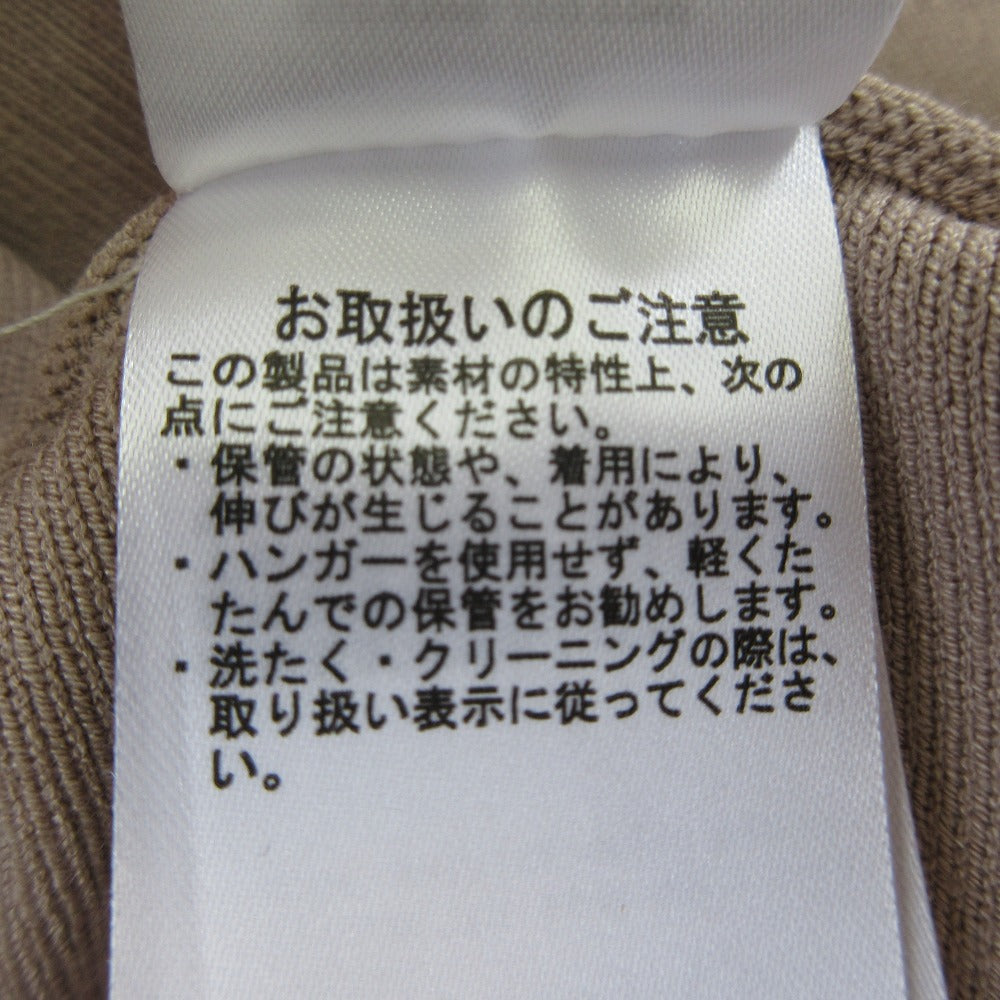 お取扱いのご注意
この製品は素材の特性上、次の
点にご注意ください。
・保管の状態や、着用により、
伸びが生じることがあります。
・ハンガーを使用せず、軽くた
たんでの保管をお勧めします。
・洗たく・クリーニングの際は、
取り扱い表示に従ってくださ
い。